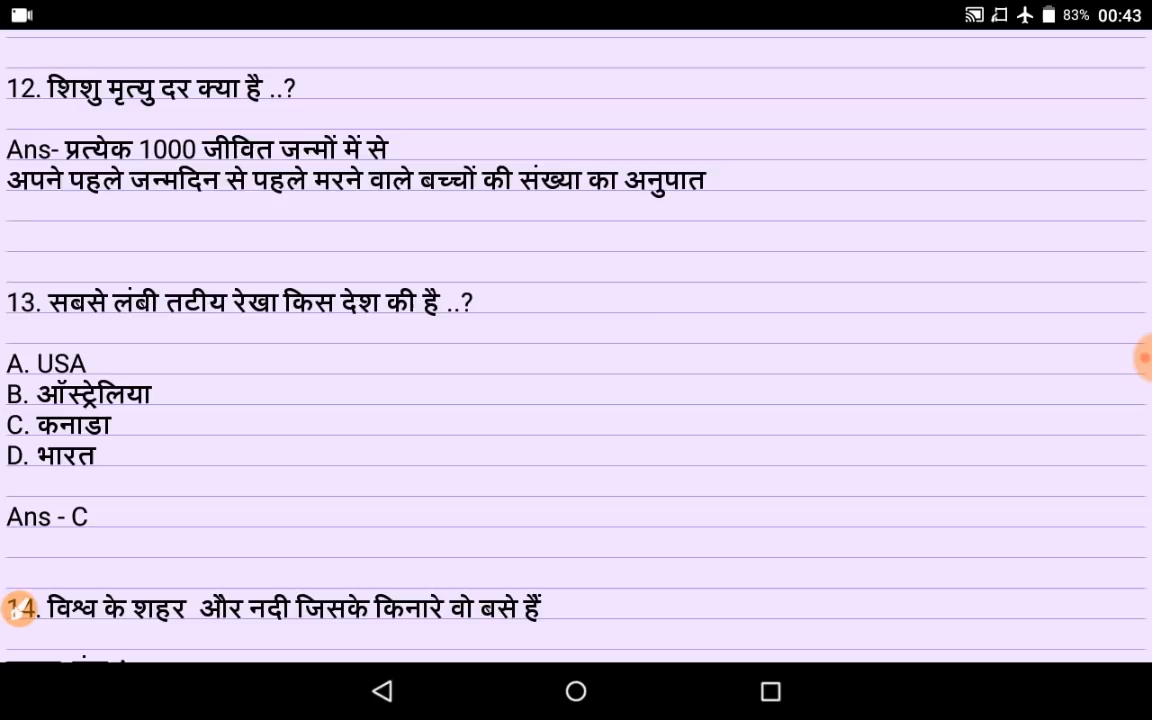 83% 00:43
12. शिशु मृत्यु दर क्या है ..?
Ans- प्रत्येक 1000 जीवित जन्मों में से
अपने पहले जन्मदिन से पहले मरने वाले बच्चों की संख्या का अनुपात
13. सबसे लंबी तटीय रेखा किस देश की है ..?
A. USA
B. ऑस्ट्रेलिया
C. कनाडा
D. भारत
Ans - C
14. विश्व के शहर और नदी जिसके किनारे वो बसे हैं